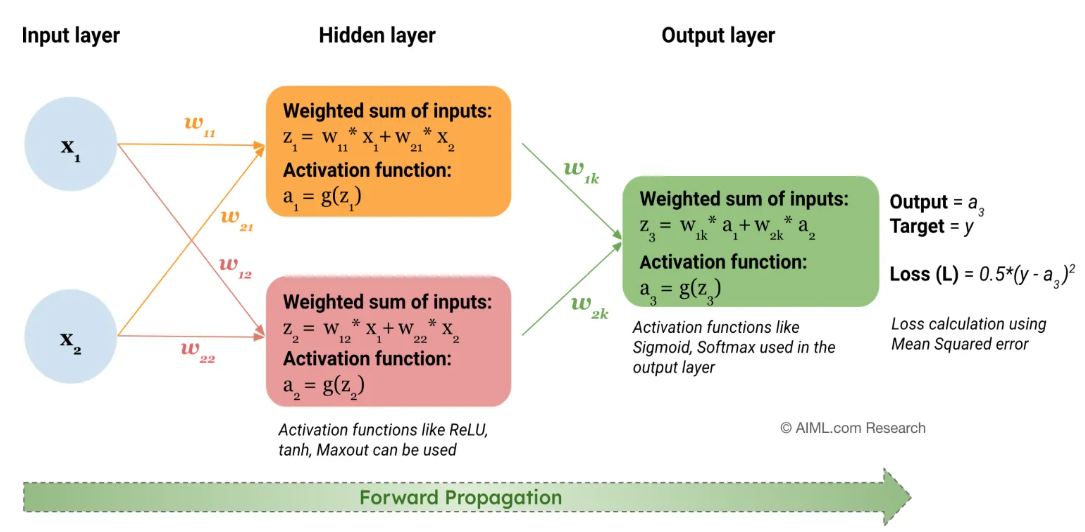 Input layer
Hidden layer
Output layer
x₁
x₂
w₁₁
w₂₁
w₁₂
w₂₂
Weighted sum of inputs:
z₁ = w₁₁* x₁+w₂₁* x₂
Activation function:
a₁ = g(z₁)
Weighted sum of inputs:
z₂ = w₁₂* x₁+w₂₂* x₂
Activation function:
a₂ = g(z₂)
Activation functions like ReLU,
tanh, Maxout can be used
w₁ₖ
w₂ₖ
Weighted sum of inputs:
z₃ = w₁ₖ* a₁+w₂ₖ* a₂
Activation function:
a₃ = g(z₃)
Activation functions like
Sigmoid, Softmax used in the
output layer
Output = a₃
Target = y
Loss (L) = 0.5*(y - a₃)²
Loss calculation using
Mean Squared error
© AIML.com Research
Forward Propagation